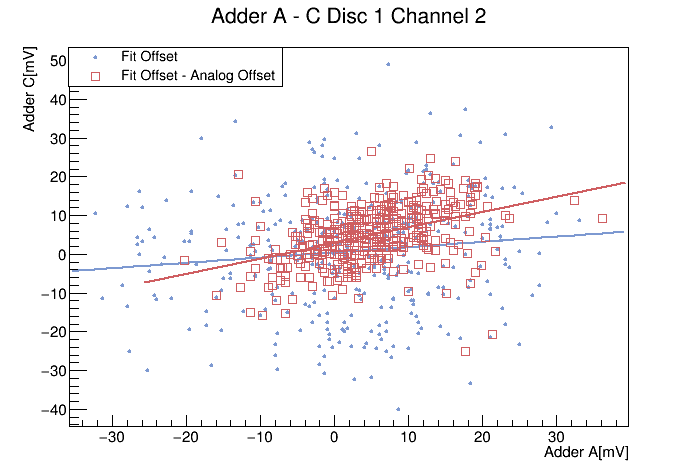 Adder A - C Disc 1 Channel 2
Adder C[mV]
Fit Offset
Fit Offset - Analog Offset
50
40
30
20
10
0
−10
−20
−30
−40
−30 −20 −10 0 10 20 30
Adder A[mV]